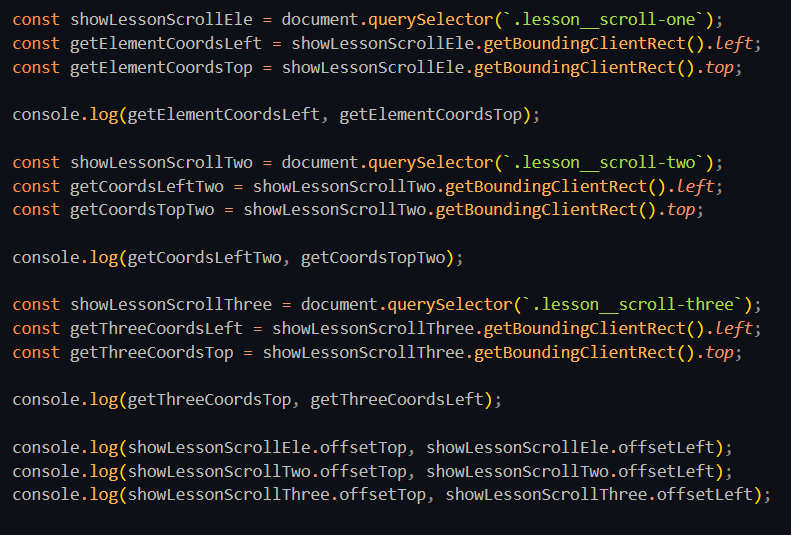 const showLessonScrollEle = document.querySelector(`.lesson__scroll-one`);
const getElementCoordsLeft = showLessonScrollEle.getBoundingClientRect().left;
const getElementCoordsTop = showLessonScrollEle.getBoundingClientRect().top;
console.log(getElementCoordsLeft, getElementCoordsTop);
const showLessonScrollTwo = document.querySelector(`.lesson__scroll-two`);
const getCoordsLeftTwo = showLessonScrollTwo.getBoundingClientRect().left;
const getCoordsTopTwo = showLessonScrollTwo.getBoundingClientRect().top;
console.log(getCoordsLeftTwo, getCoordsTopTwo);
const showLessonScrollThree = document.querySelector(`.lesson__scroll-three`);
const getThreeCoordsLeft = showLessonScrollThree.getBoundingClientRect().left;
const getThreeCoordsTop = showLessonScrollThree.getBoundingClientRect().top;
console.log(getThreeCoordsTop, getThreeCoordsLeft);
console.log(showLessonScrollEle.offsetTop, showLessonScrollEle.offsetLeft);
console.log(showLessonScrollTwo.offsetTop, showLessonScrollTwo.offsetLeft);
console.log(showLessonScrollThree.offsetTop, showLessonScrollThree.offsetLeft);